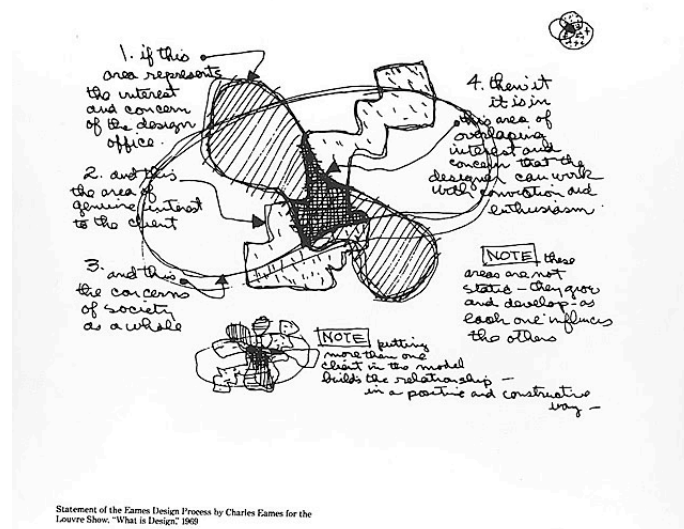 1. if this
area represents
the interest
and concern
of the design
office.
2. and this
the area of
genuine interest
to the client
3. and this
the concerns
of society
as a whole
4. then it
it is in
this area of
overlaping
interest and
concern that the
designer can work
with conviction and
enthusiasm.
NOTE these
areas are not
static - they grow
and develop - as
each one influences
the others
NOTE putting
more than one
client in the model
builds the relationship —
in a positive and constructive
way —
Statement of the Eames Design Process by Charles Eames for the
Louvre Show, "What is Design," 1969